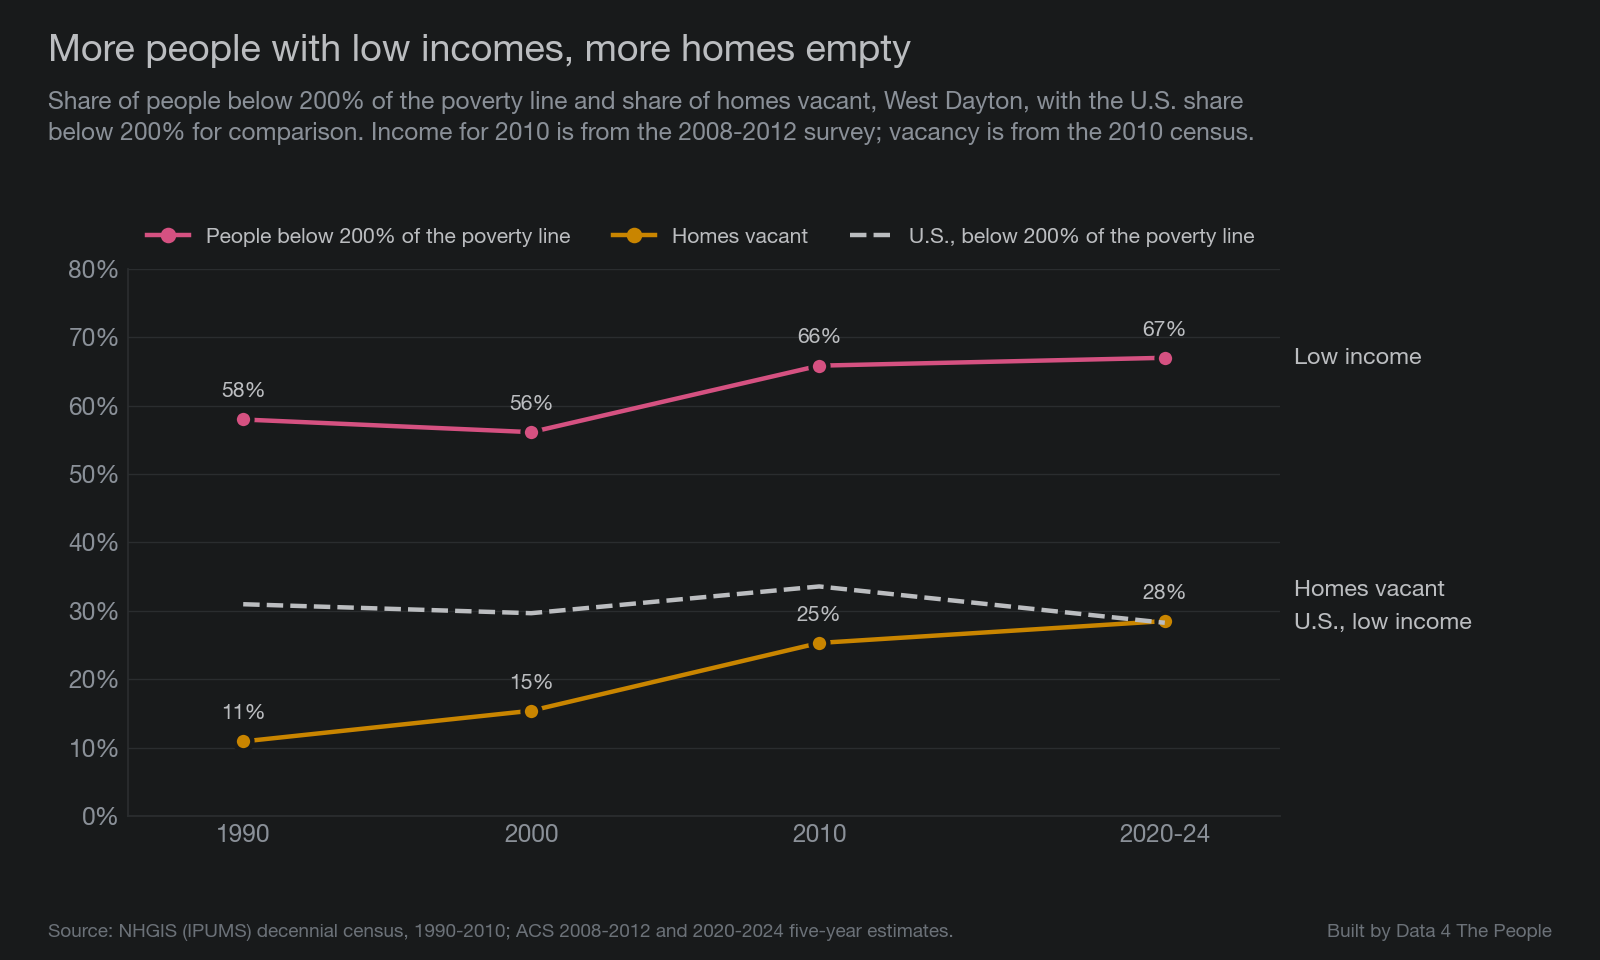 More people with low incomes, more homes empty
Share of people below 200% of the poverty line and share of homes vacant, West Dayton, with the U.S. share
below 200% for comparison. Income for 2010 is from the 2008-2012 survey; vacancy is from the 2010 census.
People below 200% of the poverty line
Homes vacant
U.S., below 200% of the poverty line
80%
70%
60%
50%
40%
30%
20%
10%
0%
58%
56%
66%
67%
Low income
11%
15%
25%
28%
Homes vacant
U.S., low income
1990
2000
2010
2020-24
Source: NHGIS (IPUMS) decennial census, 1990-2010; ACS 2008-2012 and 2020-2024 five-year estimates.
Built by Data 4 The People